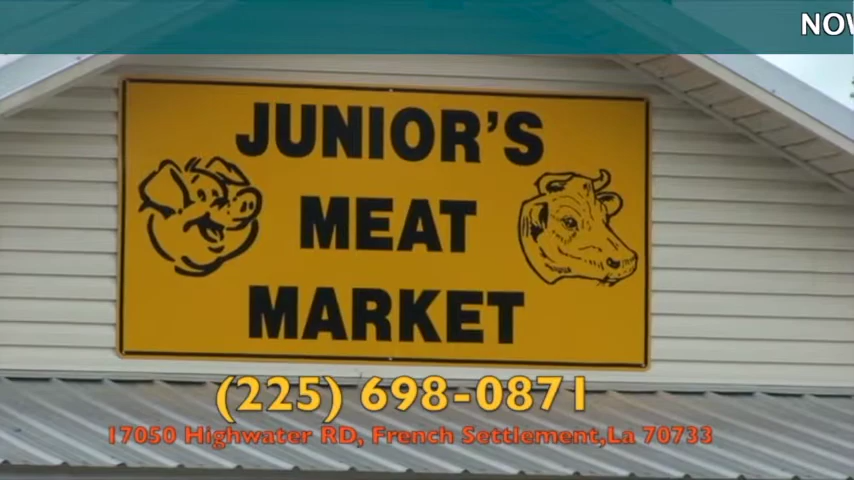 NOW
JUNIOR'S
MEAT
MARKET
(225) 698-0871
17050 Highwater RD, French Settlement,La 70733